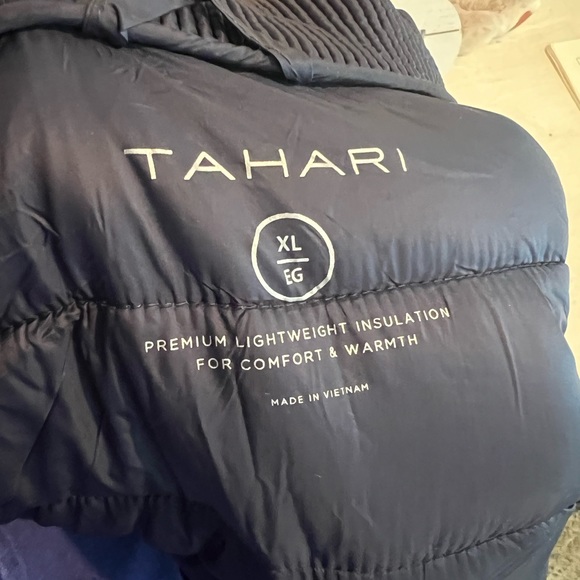 TAHARI
XL
EG
PREMIUM LIGHTWEIGHT INSULATION
FOR COMFORT & WARMTH
MADE IN VIETNAM